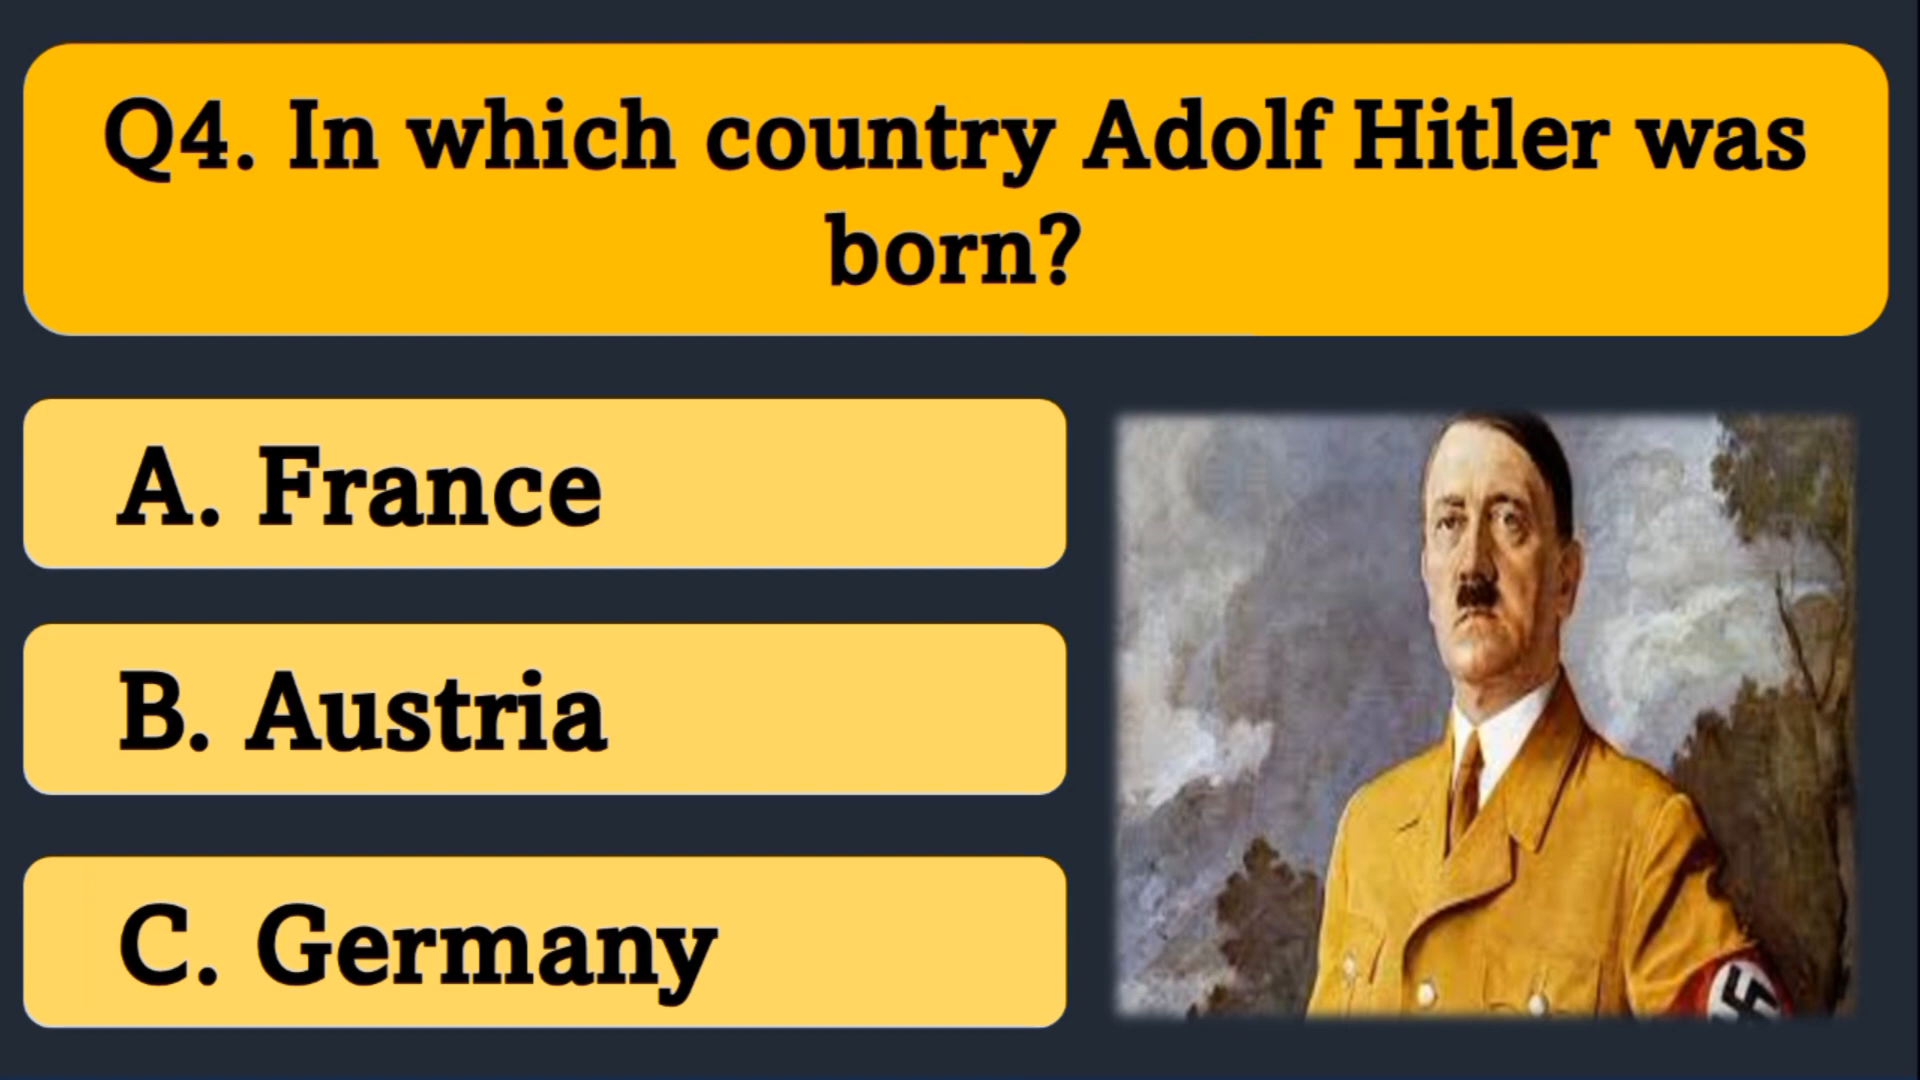 Q4. In which country Adolf Hitler was
born?
A. France
B. Austria
C. Germany